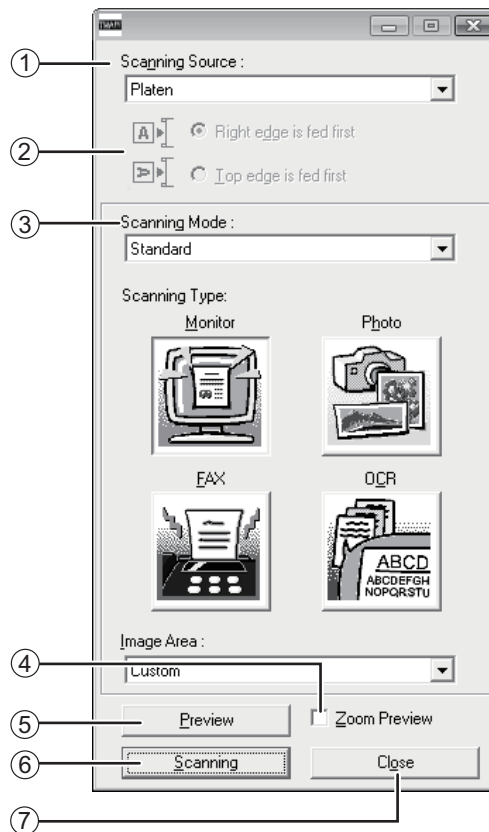 TWAIN
① Scanning Source :
Platen
②
A Right edge is fed first
A Top edge is fed first
③ Scanning Mode :
Standard
Scanning Type:
Monitor Photo
FAX OCR
ABCD
ABCDEFGH
NOPQRSTU
Image Area :
④ Custom
⑤ Preview Zoom Preview
⑥ Scanning Close
⑦